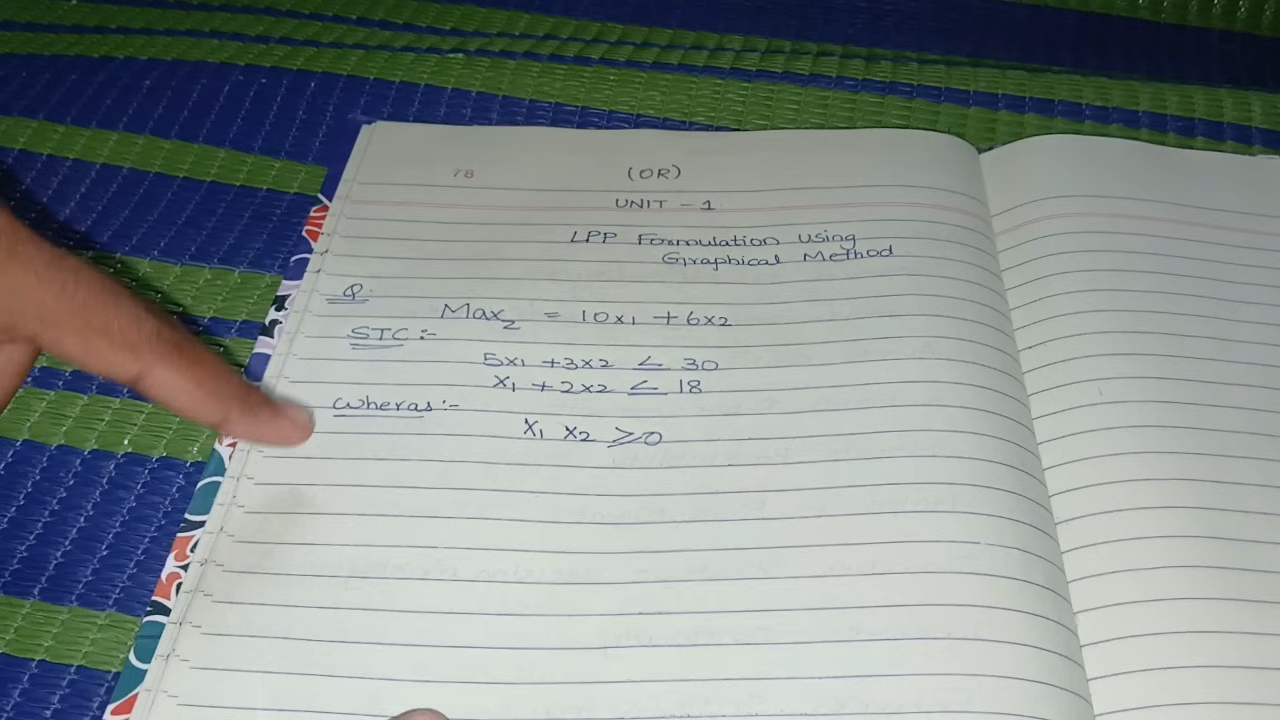 78
(OR)
UNIT - 1
LPP Formulation using
Graphical Method
Q.
Max z = 10x1 + 6x2
STC :-
5x1 + 3x2 ≤ 30
x1 + 2x2 ≤ 18
Wheras :-
x1 x2 ≥ 0